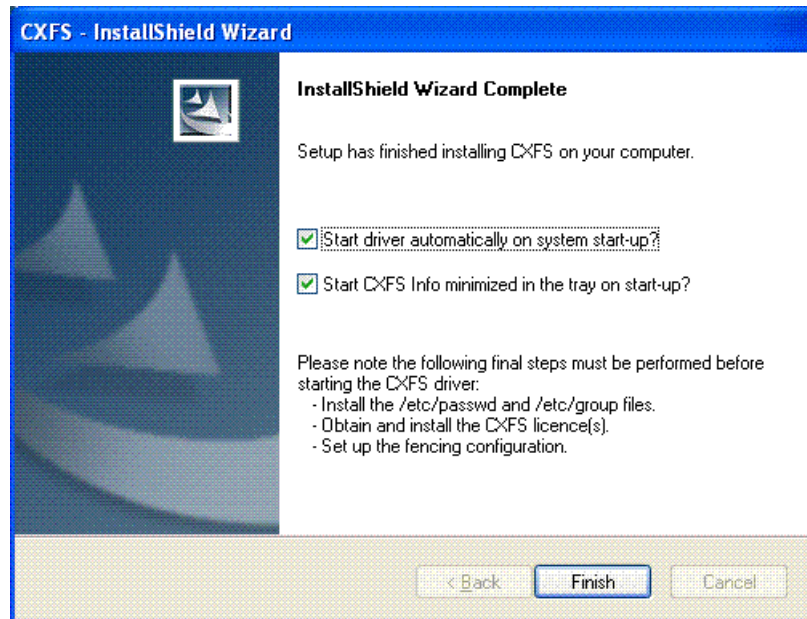 CXFS - InstallShield Wizard
InstallShield Wizard Complete
Setup has finished installing CXFS on your computer.
Start driver automatically on system start-up?
Start CXFS Info minimized in the tray on start-up?
Please note the following final steps must be performed before
starting the CXFS driver:
- Install the /etc/passwd and /etc/group files.
- Obtain and install the CXFS licence(s).
- Set up the fencing configuration.
< Back Finish Cancel